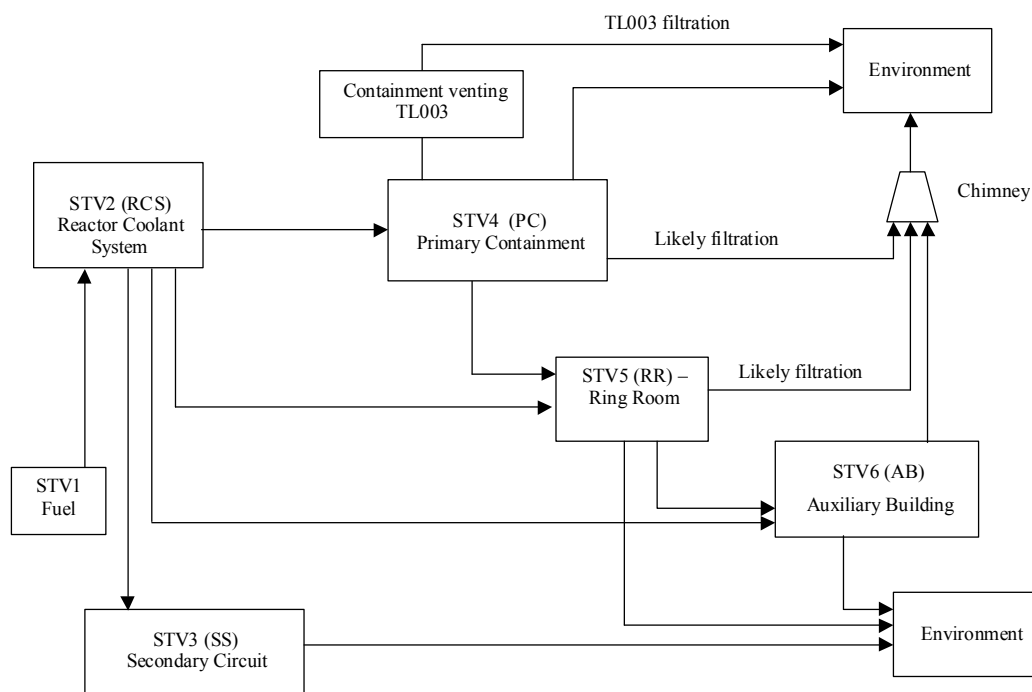 TL003 filtration
Environment
Containment venting
TL003
STV2 (RCS)
Reactor Coolant
System
STV4 (PC)
Primary Containment
Chimney
Likely filtration
STV5 (RR) –
Ring Room
Likely filtration
STV1
Fuel
STV6 (AB)
Auxiliary Building
STV3 (SS)
Secondary Circuit
Environment